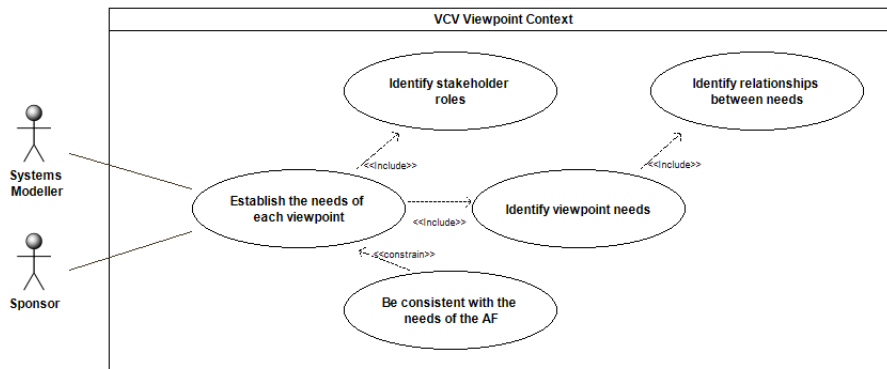 VCV Viewpoint Context
Identify stakeholder
roles
Identify relationships
between needs
Systems
Modeller
<<Include>>
<<Include>>
Establish the needs of
each viewpoint
<<Include>>
Identify viewpoint needs
<<constrain>>
Sponsor
Be consistent with the
needs of the AF